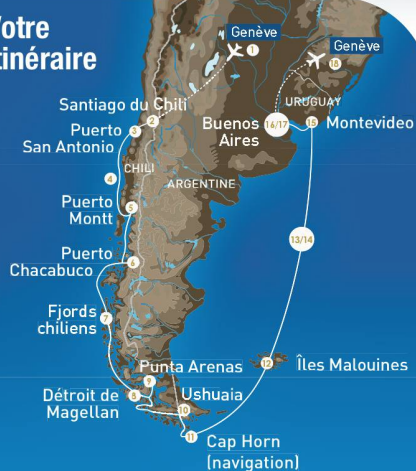 Votre
itinéraire
Genève
1
Genève
18
Santiago du Chili
2
URUGUAY
Puerto
San Antonio
3
Buenos
Aires
16/17
15
Montevideo
4
CHILI
ARGENTINE
Puerto
Montt
5
13/14
Puerto
Chacabuco
6
Fjords
chiliens
7
12
Îles Malouines
Punta Arenas
9
Détroit de
Magellan
8
Ushuaia
10
11
Cap Horn
(navigation)